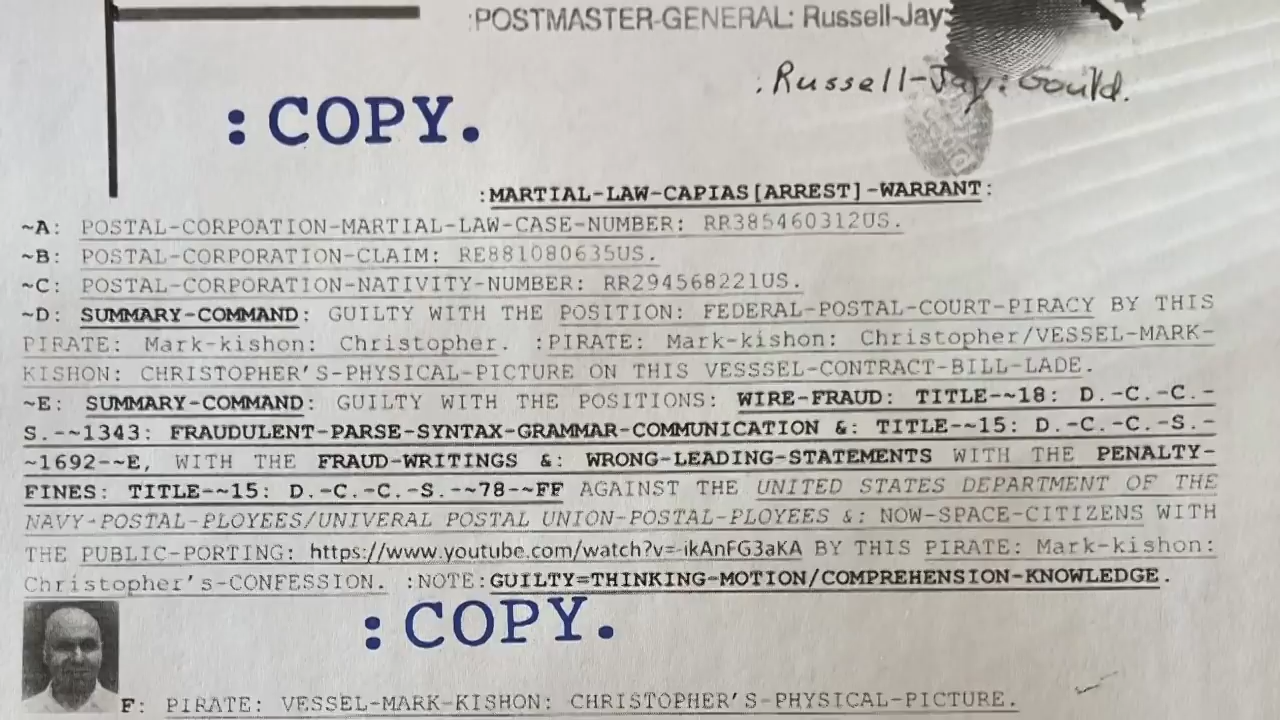 :POSTMASTER-GENERAL: Russell-Jay:
:Russell-Jay: Gould.
:COPY.
:MARTIAL-LAW-CAPIAS[ARREST]-WARRANT:
~A: POSTAL-CORPOATION-MARTIAL-LAW-CASE-NUMBER: RR385460312US.
~B: POSTAL-CORPORATION-CLAIM: RE881080635US.
~C: POSTAL-CORPORATION-NATIVITY-NUMBER: RR294568221US.
~D: SUMMARY-COMMAND: GUILTY WITH THE POSITION: FEDERAL-POSTAL-COURT-PIRACY BY THIS
PIRATE: Mark-kishon: Christopher. :PIRATE: Mark-kishon: Christopher/VESSEL-MARK-
KISHON: CHRISTOPHER'S-PHYSICAL-PICTURE ON THIS VESSSEL-CONTRACT-BILL-LADE.
~E: SUMMARY-COMMAND: GUILTY WITH THE POSITIONS: WIRE-FRAUD: TITLE-~18: D.-C.-C.-
S.-~1343: FRAUDULENT-PARSE-SYNTAX-GRAMMAR-COMMUNICATION &: TITLE-~15: D.-C.-C.-S.-
~1692-~E, WITH THE FRAUD-WRITINGS &: WRONG-LEADING-STATEMENTS WITH THE PENALTY-
FINES: TITLE-~15: D.-C.-C.-S.-~78-~FF AGAINST THE UNITED STATES DEPARTMENT OF THE
NAVY-POSTAL-PLOYEES/UNIVERAL POSTAL UNION-POSTAL-PLOYEES &: NOW-SPACE-CITIZENS WITH
THE PUBLIC-PORTING: https://www.youtube.com/watch?v=-ikAnFG3aKA BY THIS PIRATE: Mark-kishon:
Christopher's-CONFESSION. :NOTE:GUILTY=THINKING-MOTION/COMPREHENSION-KNOWLEDGE.
:COPY.
F: PIRATE: VESSEL-MARK-KISHON: CHRISTOPHER'S-PHYSICAL-PICTURE.